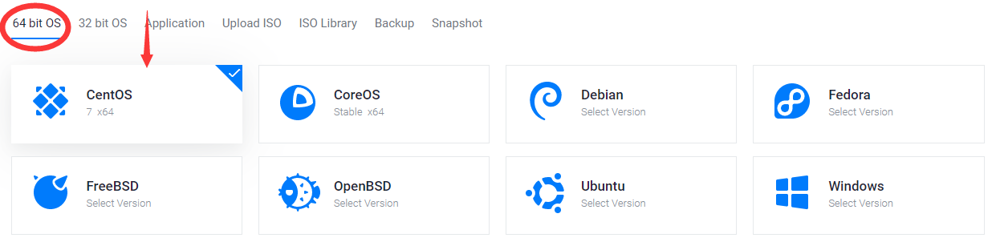 64 bit OS 32 bit OS Application Upload ISO ISO Library Backup Snapshot
CentOS
7 x64
CoreOS
Stable x64
Debian
Select Version
Fedora
Select Version
FreeBSD
Select Version
OpenBSD
Select Version
Ubuntu
Select Version
Windows
Select Version